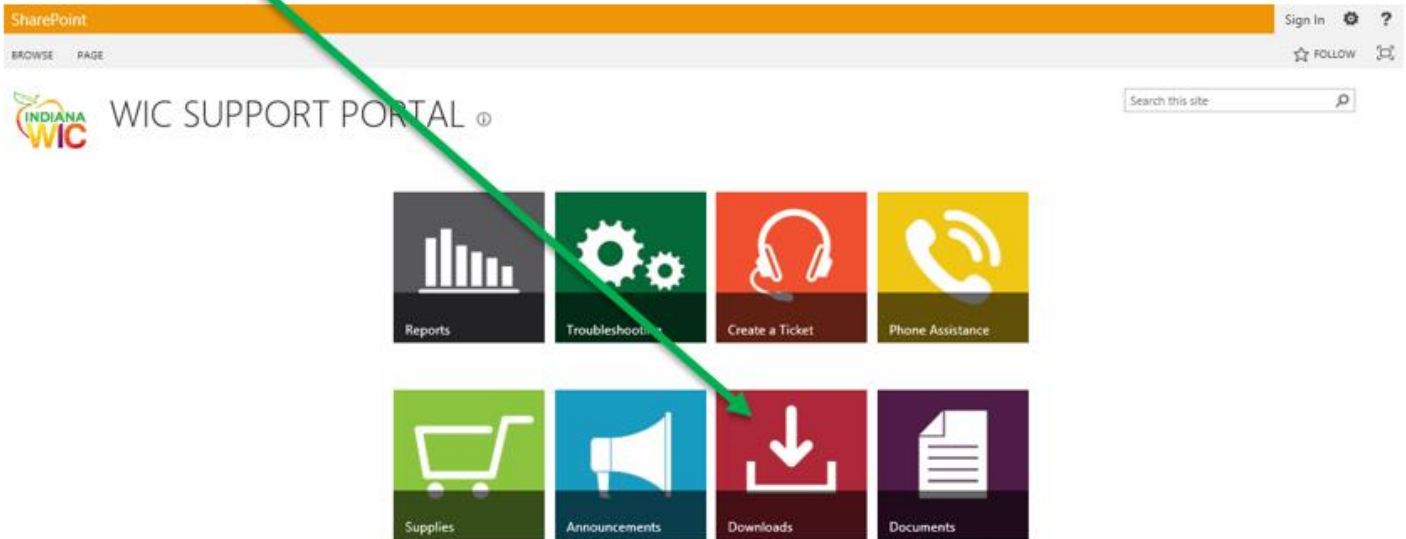 SharePoint
Sign In ?
BROWSE PAGE
FOLLOW
INDIANA
WIC
WIC SUPPORT PORTAL
Search this site
Reports
Troubleshooting
Create a Ticket
Phone Assistance
Supplies
Announcements
Downloads
Documents